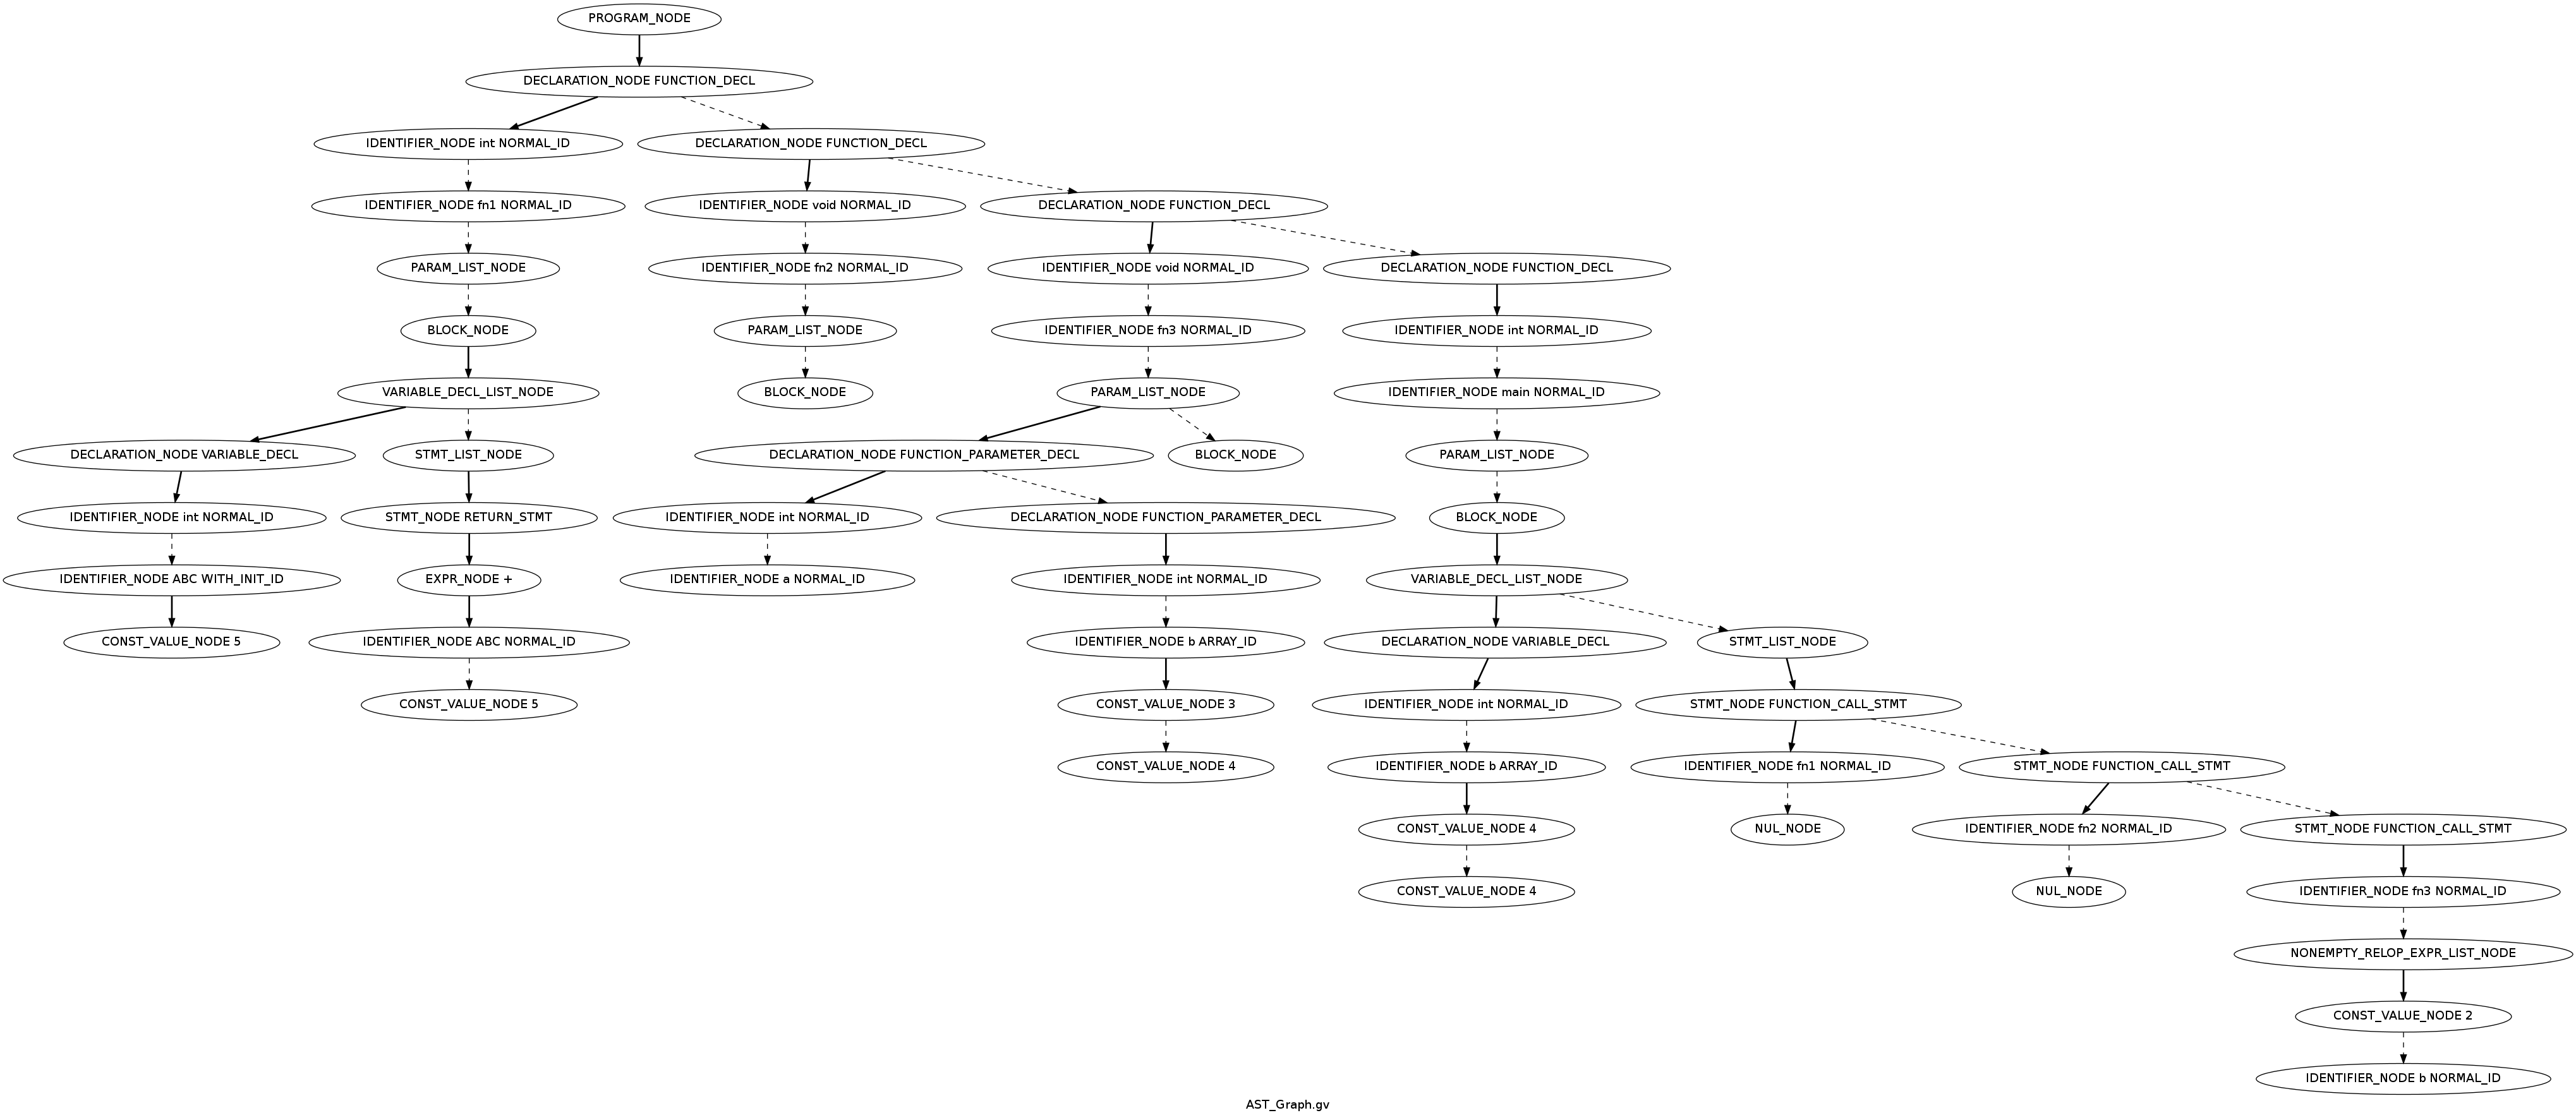 PROGRAM_NODE
DECLARATION_NODE FUNCTION_DECL
IDENTIFIER_NODE int NORMAL_ID
DECLARATION_NODE FUNCTION_DECL
IDENTIFIER_NODE fn1 NORMAL_ID
IDENTIFIER_NODE void NORMAL_ID
DECLARATION_NODE FUNCTION_DECL
PARAM_LIST_NODE
IDENTIFIER_NODE fn2 NORMAL_ID
IDENTIFIER_NODE void NORMAL_ID
DECLARATION_NODE FUNCTION_DECL
BLOCK_NODE
PARAM_LIST_NODE
IDENTIFIER_NODE fn3 NORMAL_ID
IDENTIFIER_NODE int NORMAL_ID
VARIABLE_DECL_LIST_NODE
BLOCK_NODE
PARAM_LIST_NODE
IDENTIFIER_NODE main NORMAL_ID
DECLARATION_NODE VARIABLE_DECL
STMT_LIST_NODE
DECLARATION_NODE FUNCTION_PARAMETER_DECL
BLOCK_NODE
PARAM_LIST_NODE
IDENTIFIER_NODE int NORMAL_ID
STMT_NODE RETURN_STMT
IDENTIFIER_NODE int NORMAL_ID
DECLARATION_NODE FUNCTION_PARAMETER_DECL
BLOCK_NODE
IDENTIFIER_NODE ABC WITH_INIT_ID
EXPR_NODE +
IDENTIFIER_NODE a NORMAL_ID
IDENTIFIER_NODE int NORMAL_ID
VARIABLE_DECL_LIST_NODE
CONST_VALUE_NODE 5
IDENTIFIER_NODE ABC NORMAL_ID
IDENTIFIER_NODE b ARRAY_ID
DECLARATION_NODE VARIABLE_DECL
STMT_LIST_NODE
CONST_VALUE_NODE 5
CONST_VALUE_NODE 3
IDENTIFIER_NODE int NORMAL_ID
STMT_NODE FUNCTION_CALL_STMT
CONST_VALUE_NODE 4
IDENTIFIER_NODE b ARRAY_ID
IDENTIFIER_NODE fn1 NORMAL_ID
STMT_NODE FUNCTION_CALL_STMT
CONST_VALUE_NODE 4
NUL_NODE
IDENTIFIER_NODE fn2 NORMAL_ID
STMT_NODE FUNCTION_CALL_STMT
CONST_VALUE_NODE 4
NUL_NODE
IDENTIFIER_NODE fn3 NORMAL_ID
NONEMPTY_RELOP_EXPR_LIST_NODE
CONST_VALUE_NODE 2
IDENTIFIER_NODE b NORMAL_ID
AST_Graph.gv